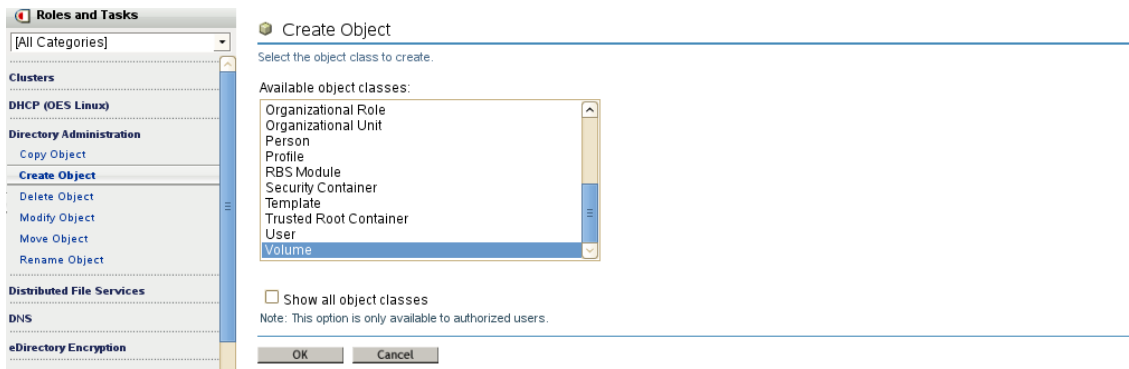 Roles and Tasks
[All Categories]
Clusters
DHCP (OES Linux)
Directory Administration
Copy Object
Create Object
Delete Object
Modify Object
Move Object
Rename Object
Distributed File Services
DNS
eDirectory Encryption
Create Object
Select the object class to create.
Available object classes:
Organizational Role
Organizational Unit
Person
Profile
RBS Module
Security Container
Template
Trusted Root Container
User
Volume
Show all object classes
Note: This option is only available to authorized users.
OK Cancel